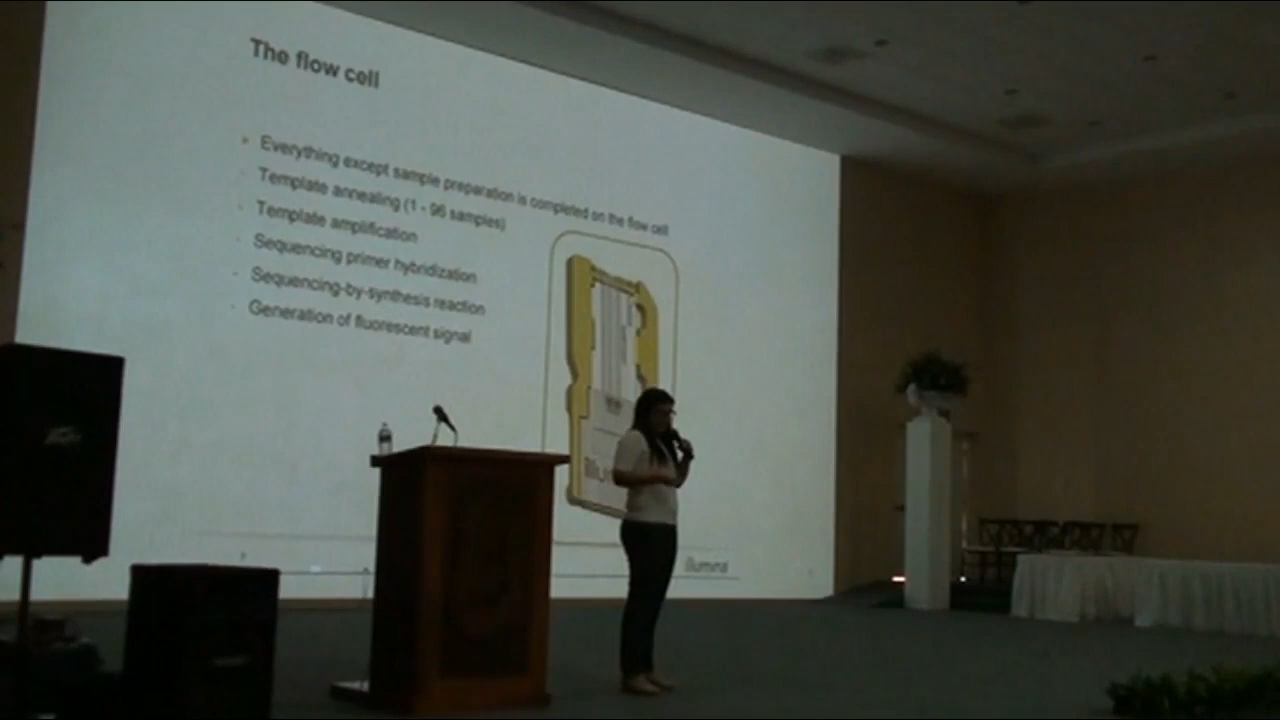 The flow cell
Everything except sample preparation is completed on the flow cell
Template annealing (1 - 96 samples)
Template amplification
Sequencing primer hybridization
Sequencing-by-synthesis reaction
Generation of fluorescent signal
illu
illumina